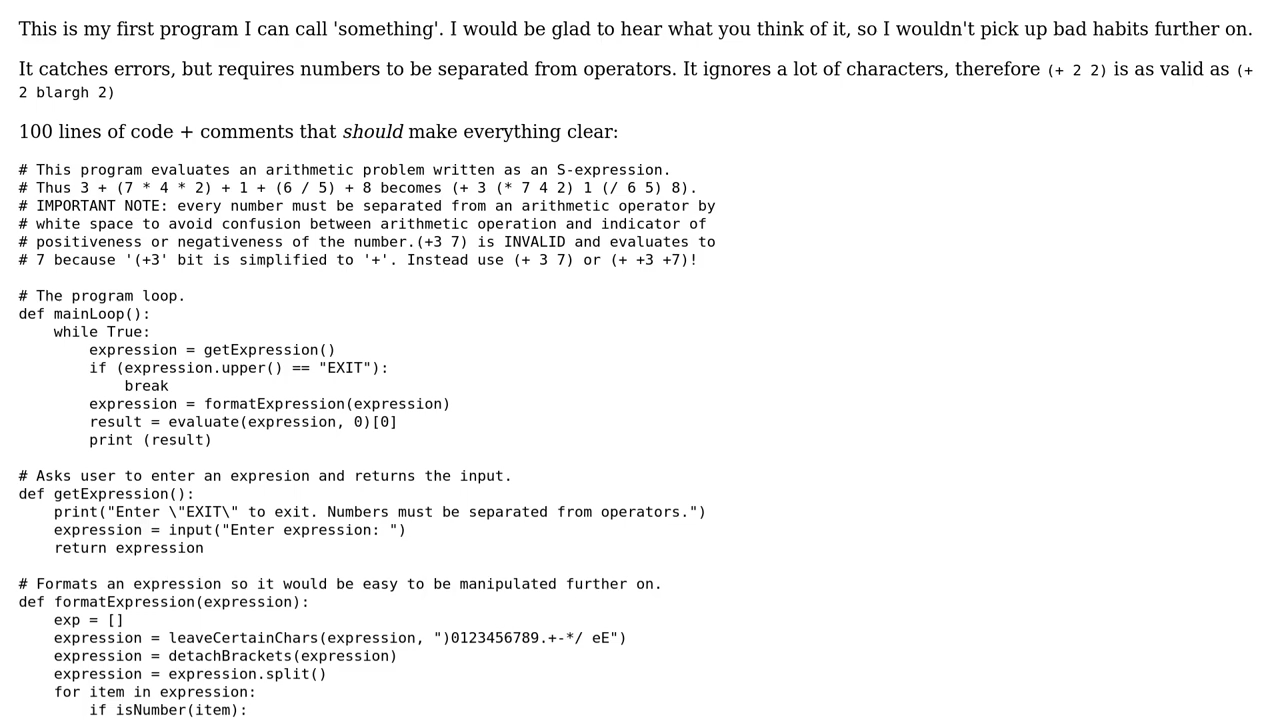 This is my first program I can call 'something'. I would be glad to hear what you think of it, so I wouldn't pick up bad habits further on.
It catches errors, but requires numbers to be separated from operators. It ignores a lot of characters, therefore (+ 2 2) is as valid as (+
2 blargh 2)
100 lines of code + comments that should make everything clear:
# This program evaluates an arithmetic problem written as an S-expression.
# Thus 3 + (7 * 4 * 2) + 1 + (6 / 5) + 8 becomes (+ 3 (* 7 4 2) 1 (/ 6 5) 8).
# IMPORTANT NOTE: every number must be separated from an arithmetic operator by
# white space to avoid confusion between arithmetic operation and indicator of
# positiveness or negativeness of the number.(+3 7) is INVALID and evaluates to
# 7 because '(+3' bit is simplified to '+'. Instead use (+ 3 7) or (+ +3 +7)!
# The program loop.
def mainLoop():
    while True:
        expression = getExpression()
        if (expression.upper() == "EXIT"):
            break
        expression = formatExpression(expression)
        result = evaluate(expression, 0)[0]
        print (result)
# Asks user to enter an expresion and returns the input.
def getExpression():
    print("Enter \"EXIT\" to exit. Numbers must be separated from operators.")
    expression = input("Enter expression: ")
    return expression
# Formats an expression so it would be easy to be manipulated further on.
def formatExpression(expression):
    exp = []
    expression = leaveCertainChars(expression, ")0123456789.+-*/ eE")
    expression = detachBrackets(expression)
    expression = expression.split()
    for item in expression:
        if isNumber(item):